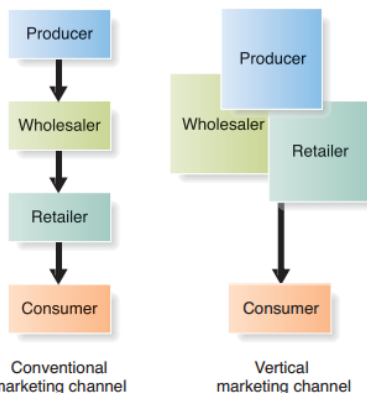 Producer
Wholesaler
Retailer
Consumer
Conventional
marketing channel
Producer
Wholesaler
Retailer
Consumer
Vertical
marketing channel